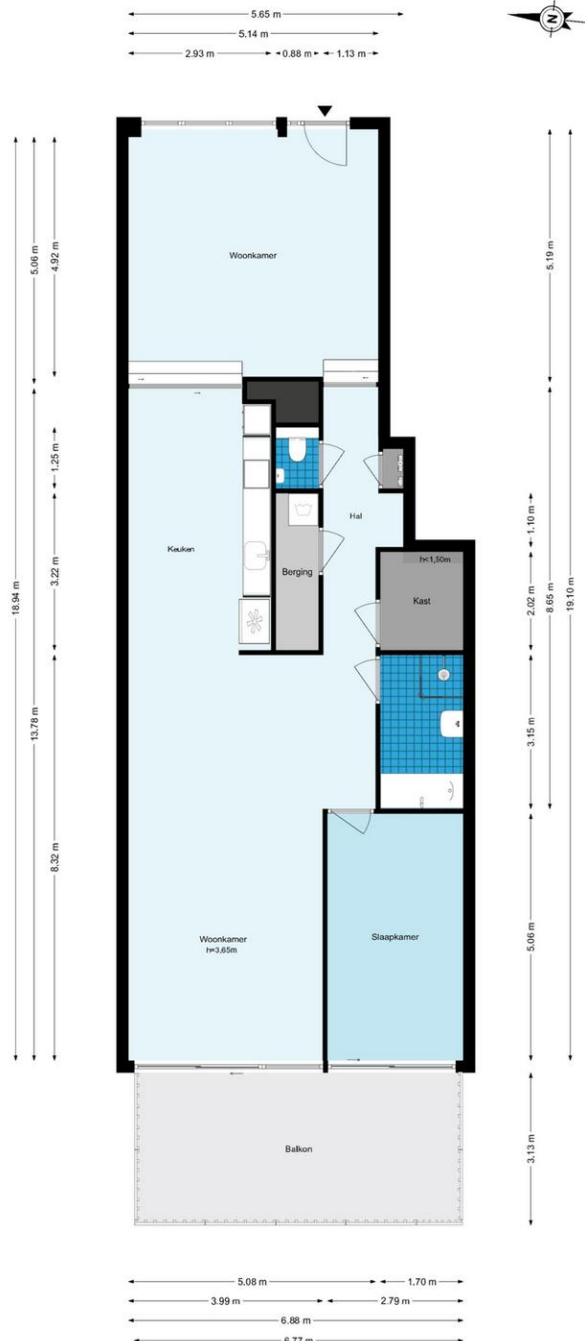 5.65 m
5.14 m
2.93 m
0.88 m
1.13 m
N
Woonkamer
18.94 m
5.06 m
4.92 m
5.19 m
19.10 m
13.78 m
1.25 m
3.22 m
8.32 m
Keuken
Hal
Berging
h<1,50m
Kast
1.10 m
2.02 m
8.65 m
3.15 m
5.06 m
Woonkamer
h=3,65m
Slaapkamer
Balkon
3.13 m
5.08 m
1.70 m
3.99 m
2.79 m
6.88 m
6.77 m